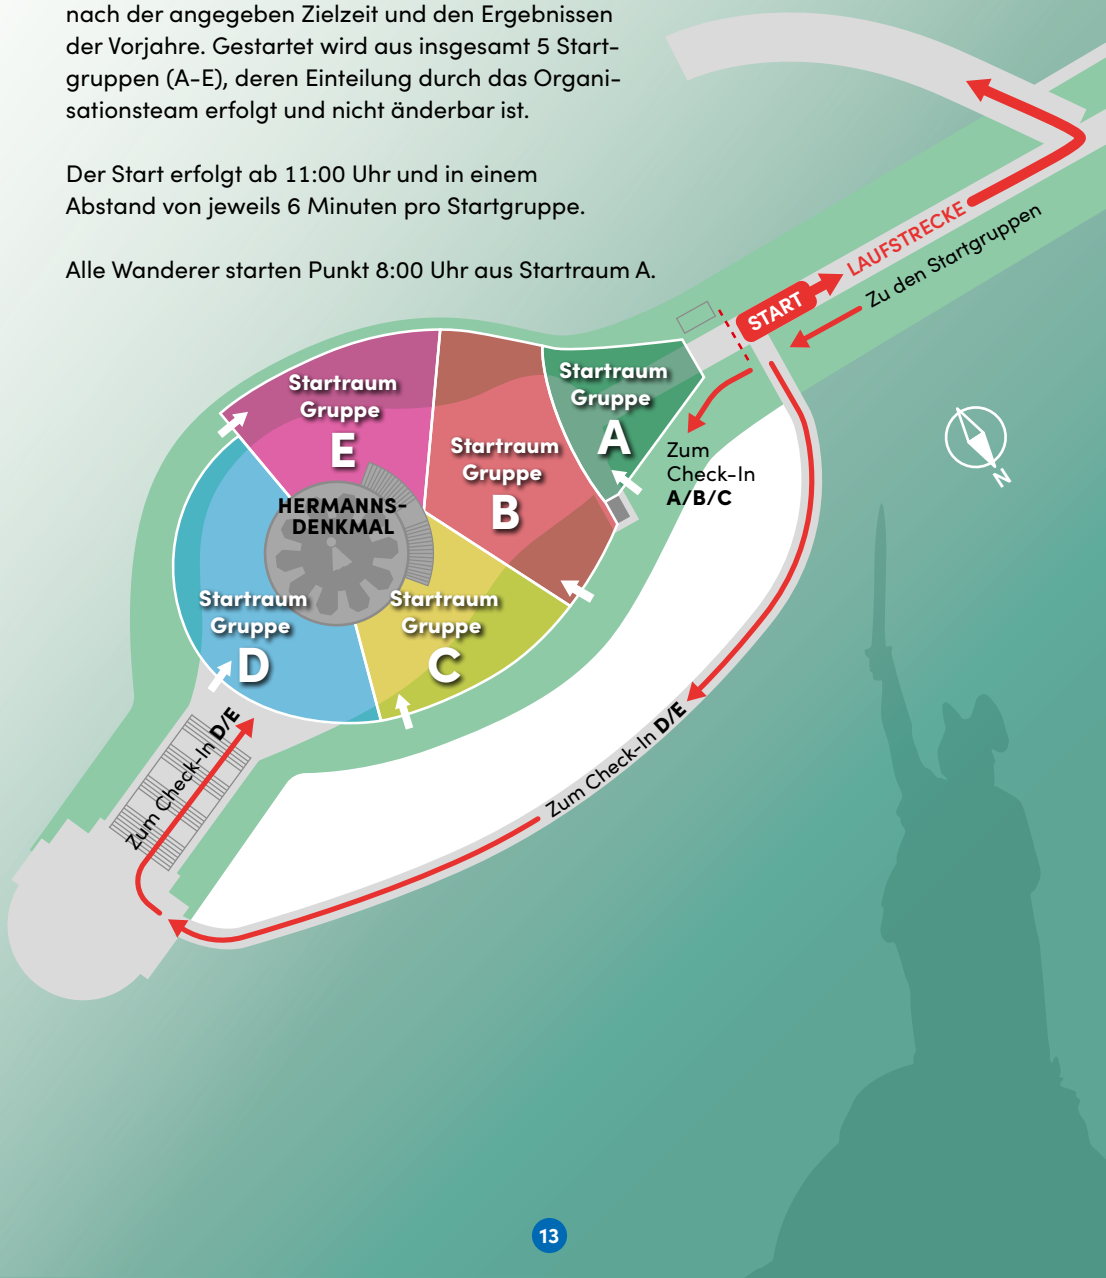 nach der angegeben Zielzeit und den Ergebnissen
der Vorjahre. Gestartet wird aus insgesamt 5 Start-
gruppen (A-E), deren Einteilung durch das Organi-
sationsteam erfolgt und nicht änderbar ist.
Der Start erfolgt ab 11:00 Uhr und in einem
Abstand von jeweils 6 Minuten pro Startgruppe.
Alle Wanderer starten Punkt 8:00 Uhr aus Startraum A.
LAUFSTRECKE
Zu den Startgruppen
START
Startraum
Gruppe
A
Startraum
Gruppe
E
Startraum
Gruppe
B
Zum
Check-In
A/B/C
N
HERMANNS-
DENKMAL
Startraum
Gruppe
D
Startraum
Gruppe
C
Zum Check-In D/E
Zum Check-In D/E
13